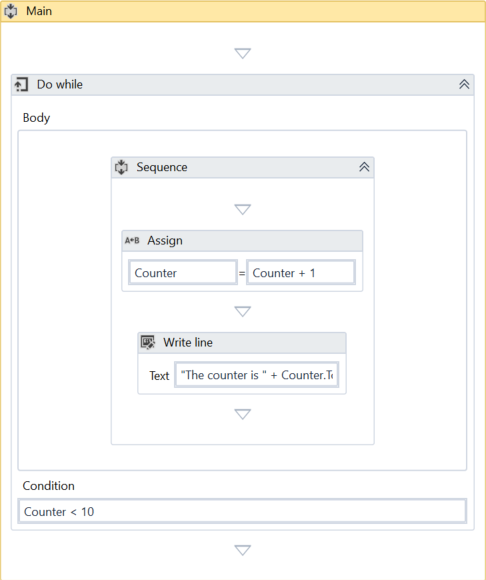 Main
Do while
Body
Sequence
A*B Assign
Counter = Counter + 1
Write line
Text "The counter is " + Counter.T
Condition
Counter < 10